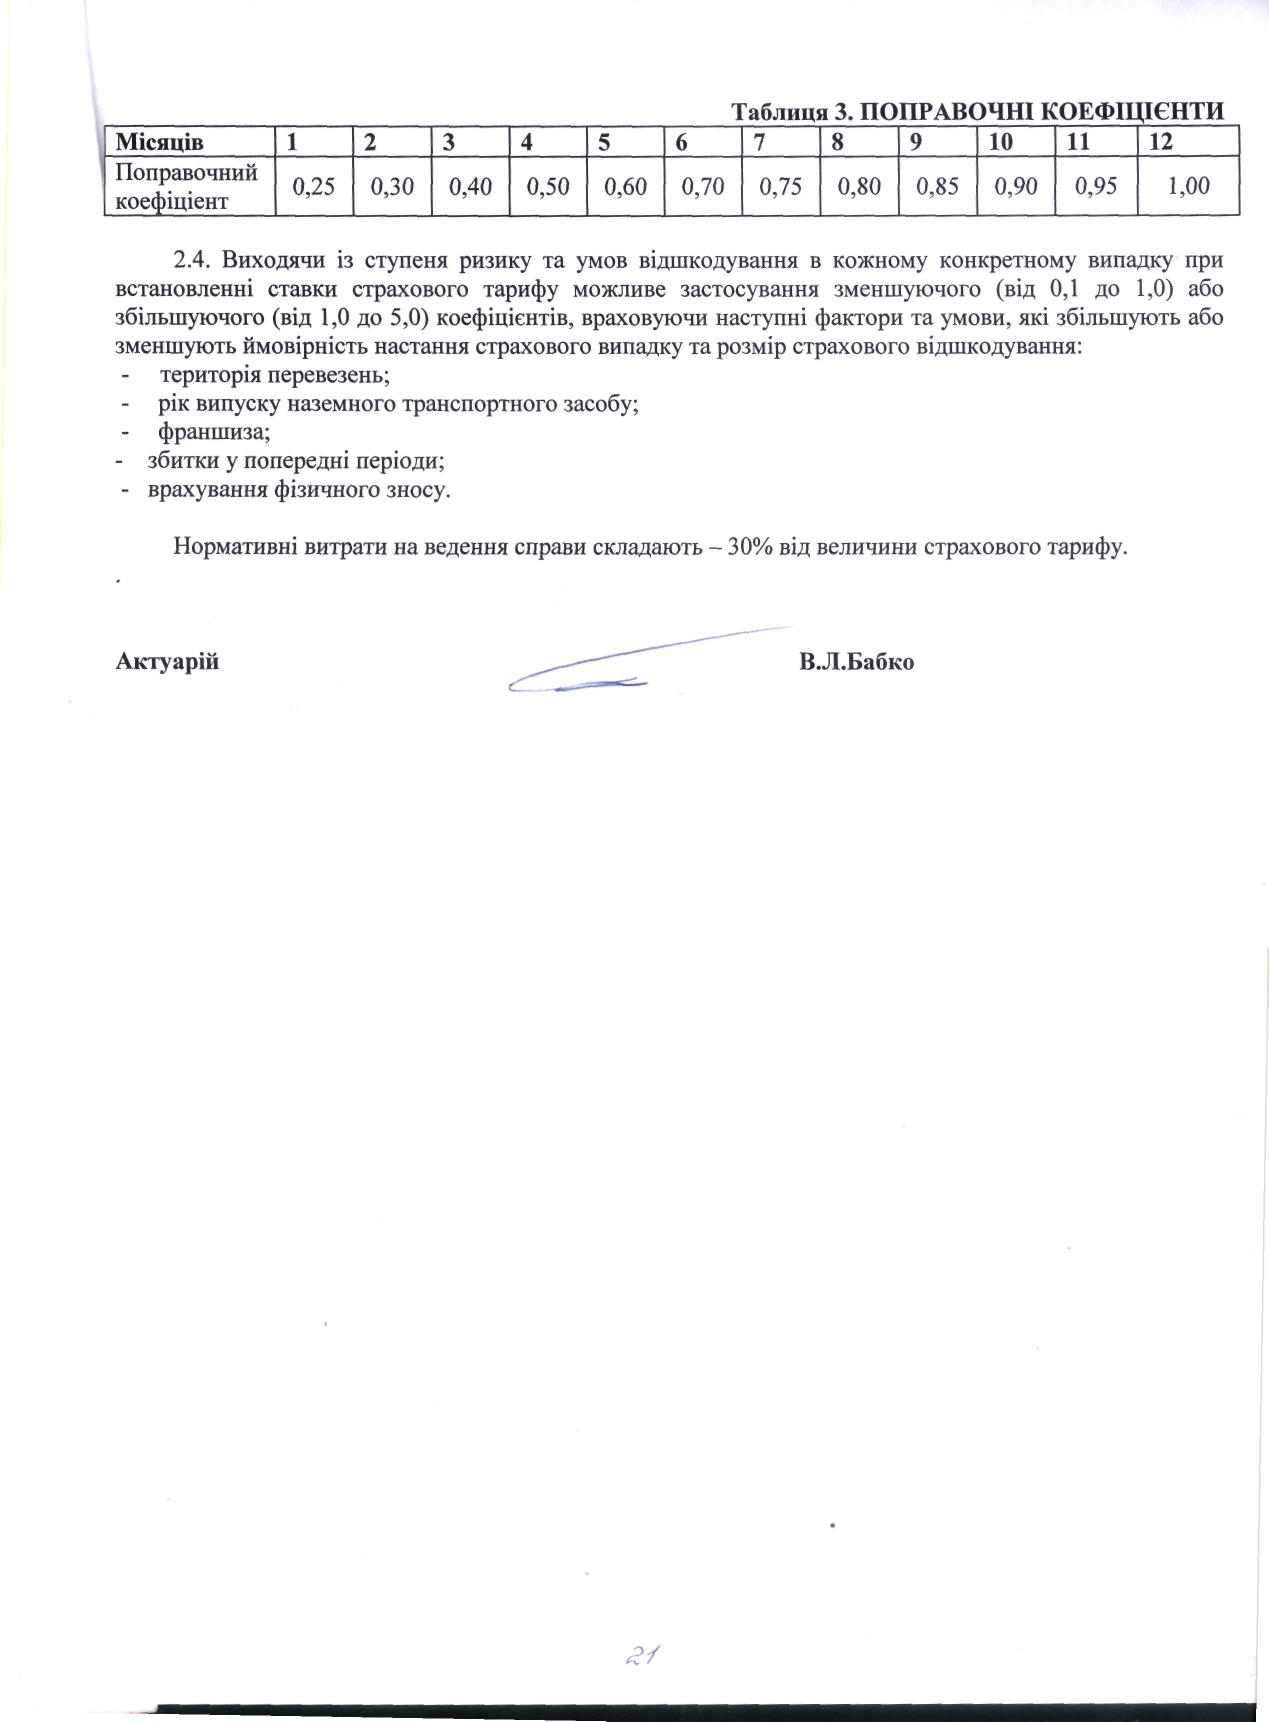 Таблиця 3. ПОПРАВОЧНІ КОЕФІЦІЄНТИ
Місяців 1 2 3 4 5 6 7 8 9 10 11 12
Поправочний
коефіцієнт 0,25 0,30 0,40 0,50 0,60 0,70 0,75 0,80 0,85 0,90 0,95 1,00
2.4. Виходячи із ступеня ризику та умов відшкодування в кожному конкретному випадку при
встановленні ставки страхового тарифу можливе застосування зменшуючого (від 0,1 до 1,0) або
збільшуючого (від 1,0 до 5,0) коефіцієнтів, враховуючи наступні фактори та умови, які збільшують або
зменшують ймовірність настання страхового випадку та розмір страхового відшкодування:
- територія перевезень;
- рік випуску наземного транспортного засобу;
- франшиза;
- збитки у попередні періоди;
- врахування фізичного зносу.
Нормативні витрати на ведення справи складають – 30% від величини страхового тарифу.
Актуарій В.Л.Бабко
21